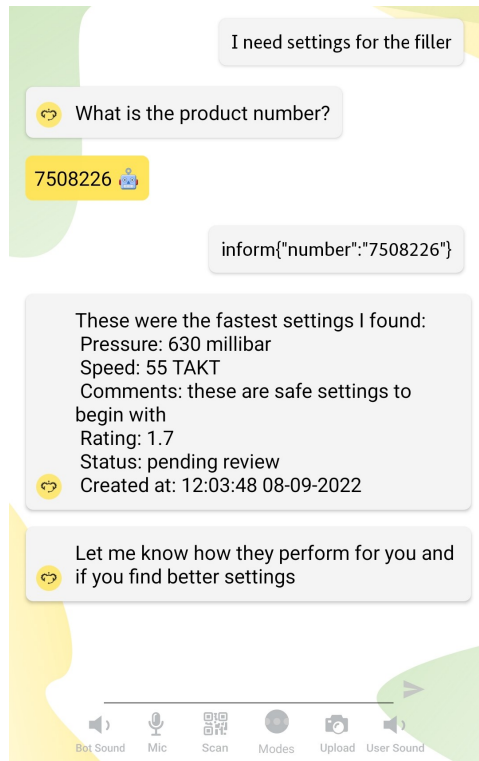 I need settings for the filler
What is the product number?
7508226 🤖
inform{"number":"7508226"}
These were the fastest settings I found:
Pressure: 630 millibar
Speed: 55 TAKT
Comments: these are safe settings to
begin with
Rating: 1.7
Status: pending review
Created at: 12:03:48 08-09-2022
Let me know how they perform for you and
if you find better settings
Bot Sound Mic Scan Modes Upload User Sound